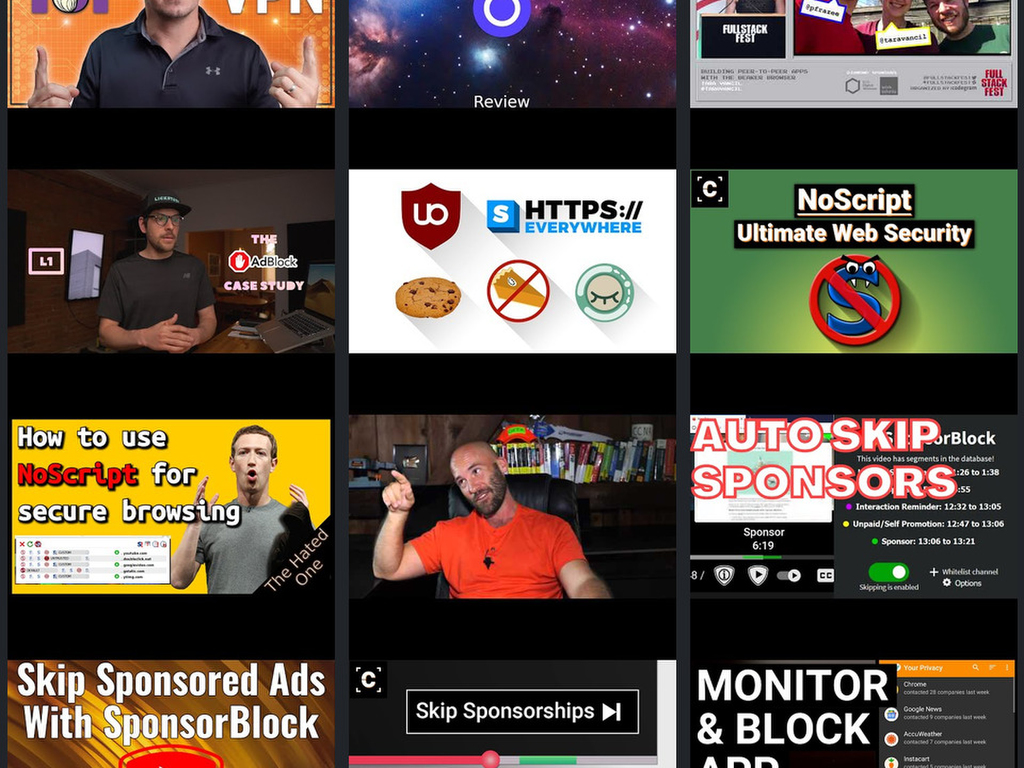 VPN
Review
@pfrazee
@taravancil
FULLSTACK
FEST
BUILDING PEER-TO-PEER APPS
WITH THE BEAKER BROWSER
FULL
STACK
FEST
L1
THE
AdBlock
CASE STUDY
UO
S
HTTPS://
EVERYWHERE
C
NoScript
Ultimate Web Security
How to use
NoScript for
secure browsing
The Hated
One
AUTO SKIP
SPONSORS
This video has segments in the database!
1:26 to 1:38
Interaction Reminder: 12:32 to 13:05
Unpaid/Self Promotion: 12:47 to 13:06
Sponsor: 13:06 to 13:21
Sponsor
6:19
CC
Skipping is enabled
Whitelist channel
Options
Skip Sponsored Ads
With SponsorBlock
C
Skip Sponsorships
MONITOR
& BLOCK
APP
Your Privacy
Chrome
contacted 28 companies last week
Google News
contacted 9 companies last week
AccuWeather
contacted 7 companies last week
Instacart
contacted 5 companies last week